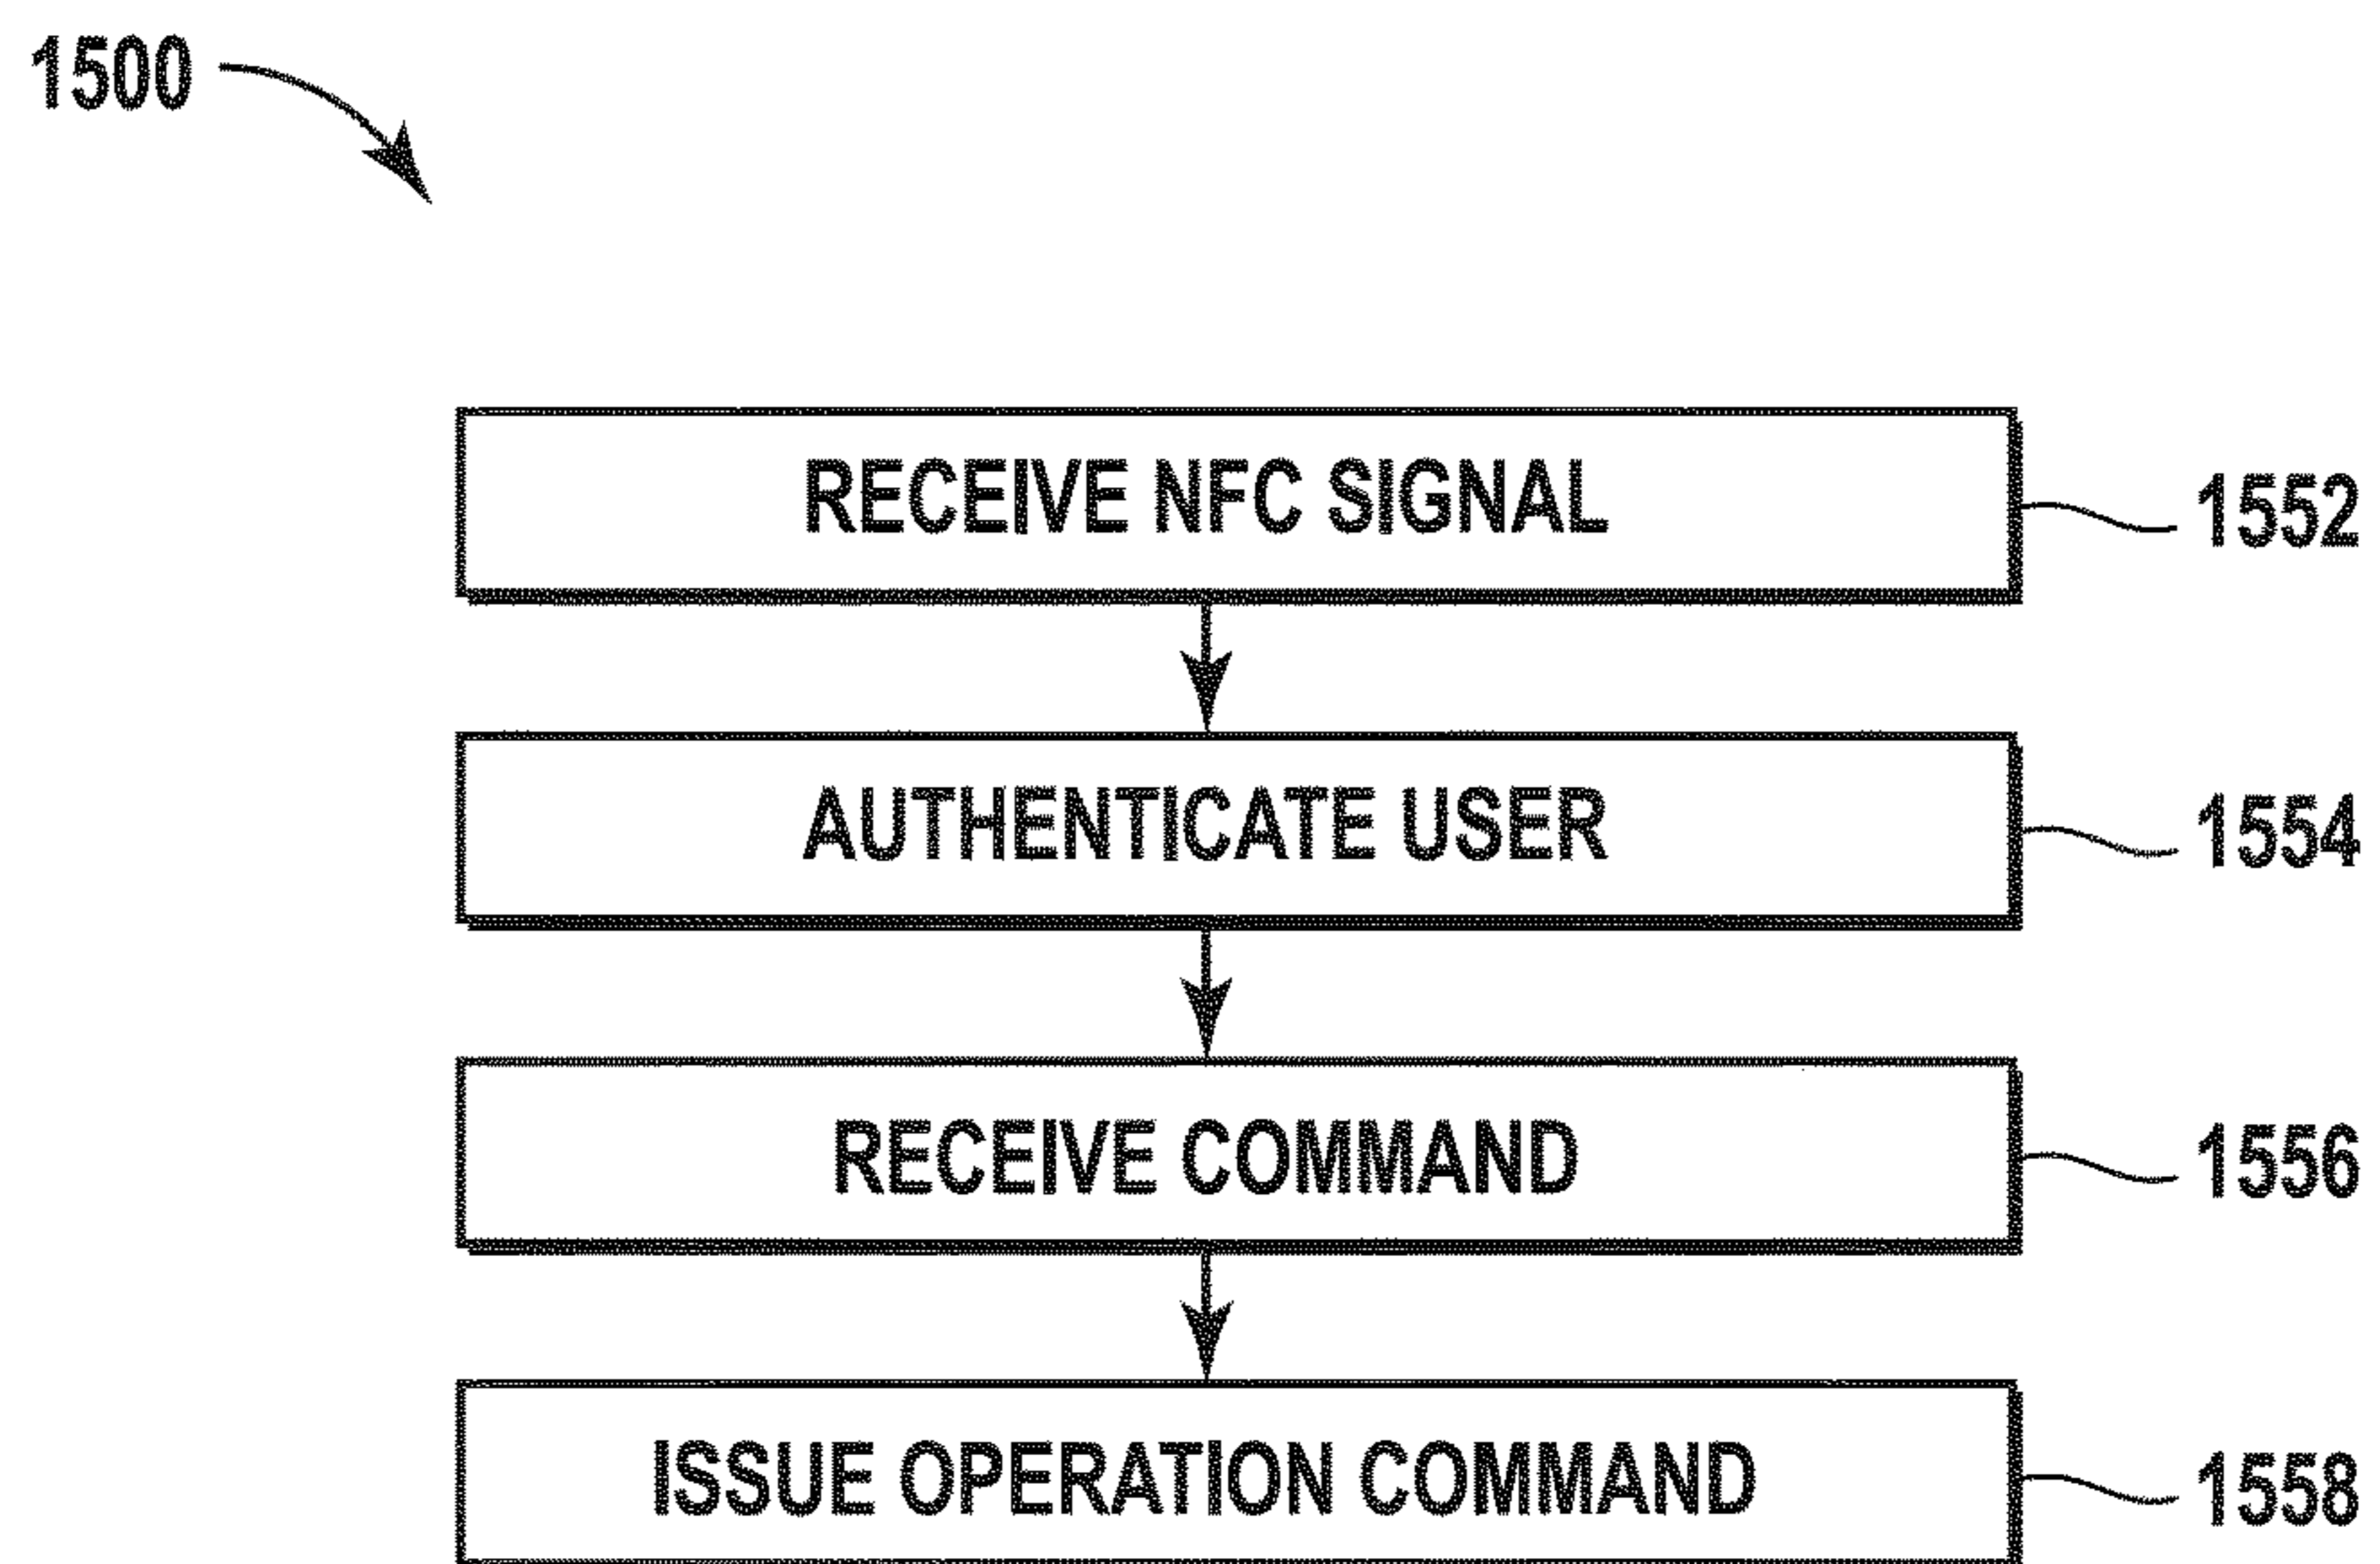 1500
RECEIVE NFC SIGNAL
1552
AUTHENTICATE USER
1554
RECEIVE COMMAND
1556
ISSUE OPERATION COMMAND
1558